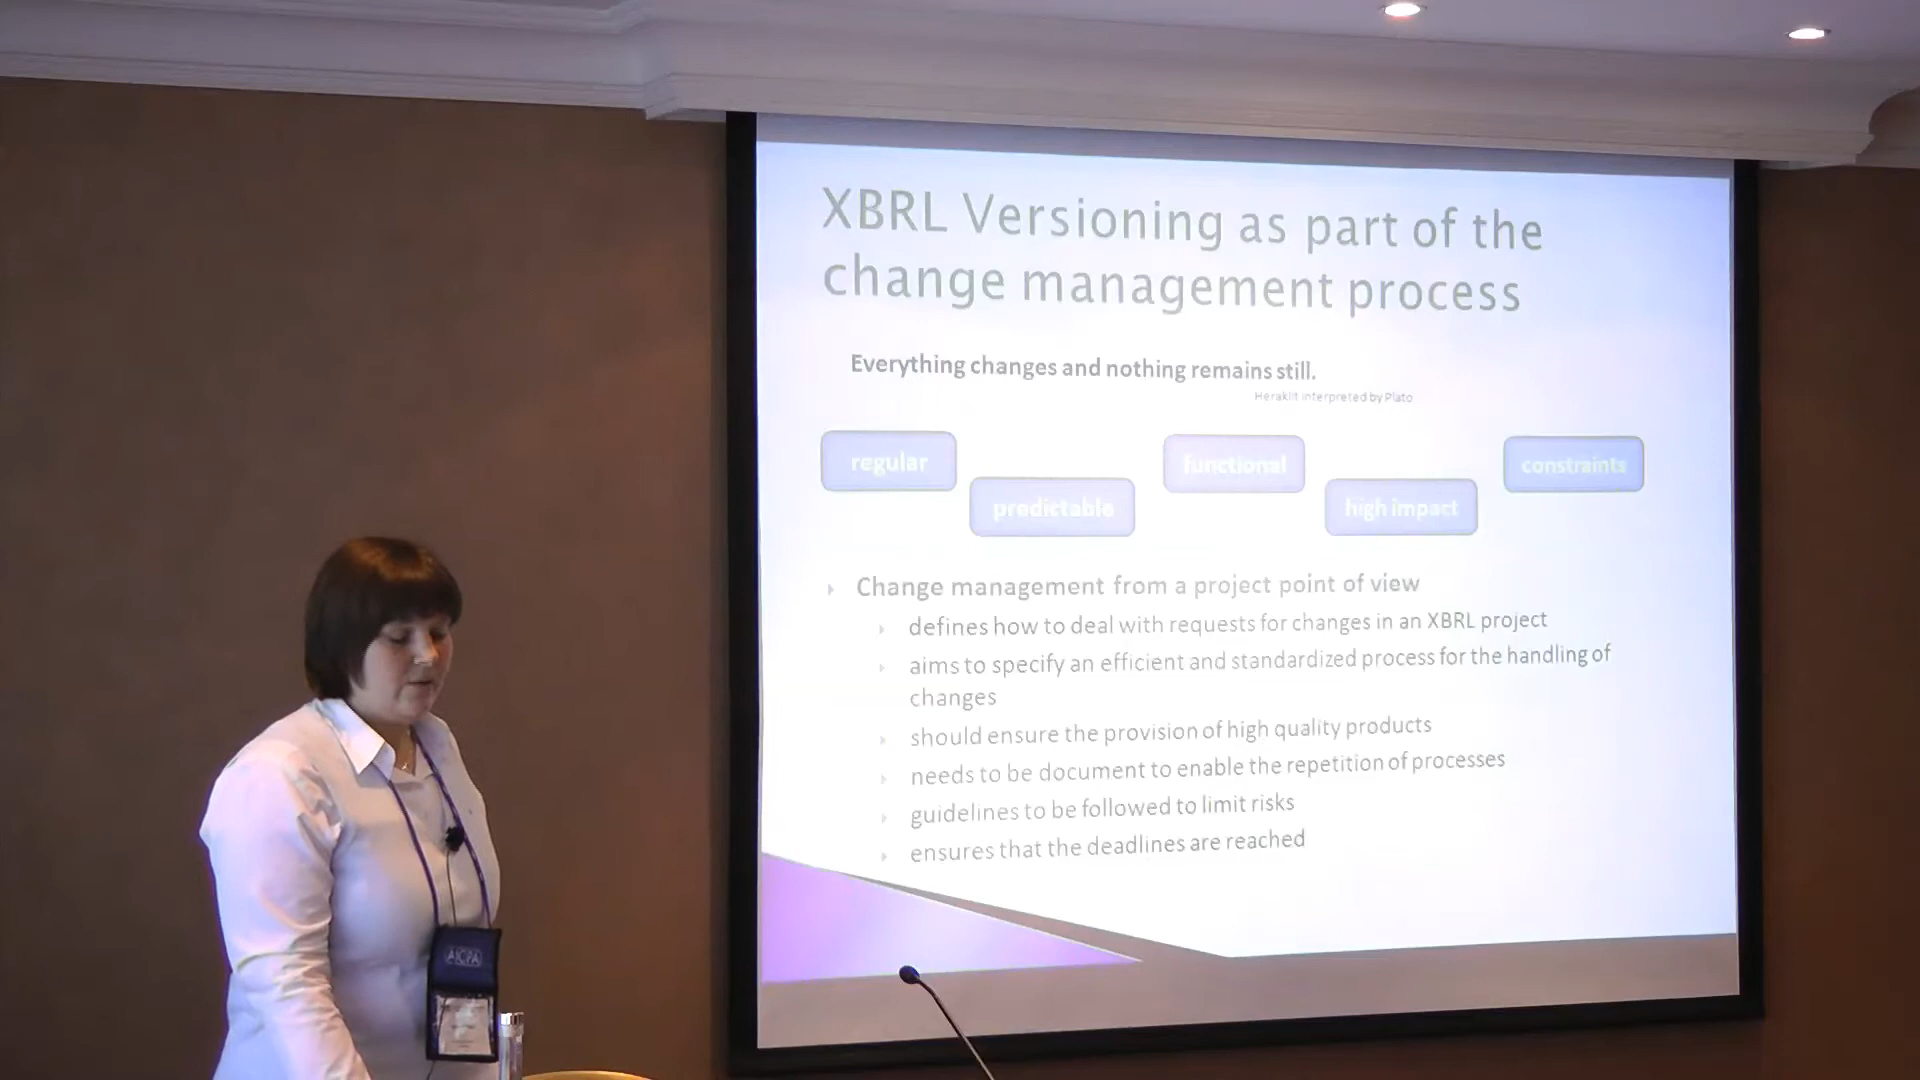 XBRL Versioning as part of the
change management process
Everything changes and nothing remains still.
Heraklit interpreted by Plato
regular
predictable
functional
high impact
constraints
Change management from a project point of view
defines how to deal with requests for changes in an XBRL project
aims to specify an efficient and standardized process for the handling of
changes
should ensure the provision of high quality products
needs to be document to enable the repetition of processes
guidelines to be followed to limit risks
ensures that the deadlines are reached
AICPA